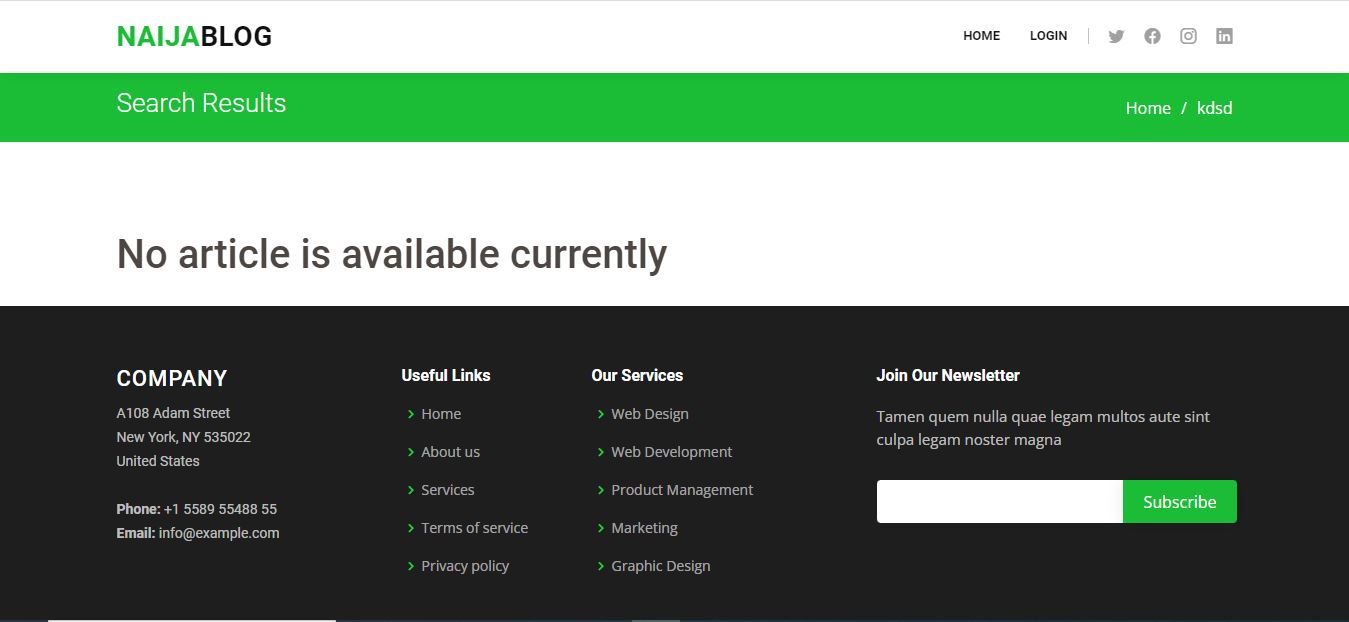 NAIJABLOG
HOME
LOGIN
Search Results
Home / kdsd
No article is available currently
COMPANY
A108 Adam Street
New York, NY 535022
United States
Phone: +1 5589 55488 55
Email: info@example.com
Useful Links
Home
About us
Services
Terms of service
Privacy policy
Our Services
Web Design
Web Development
Product Management
Marketing
Graphic Design
Join Our Newsletter
Tamen quem nulla quae legam multos aute sint
culpa legam noster magna
Subscribe